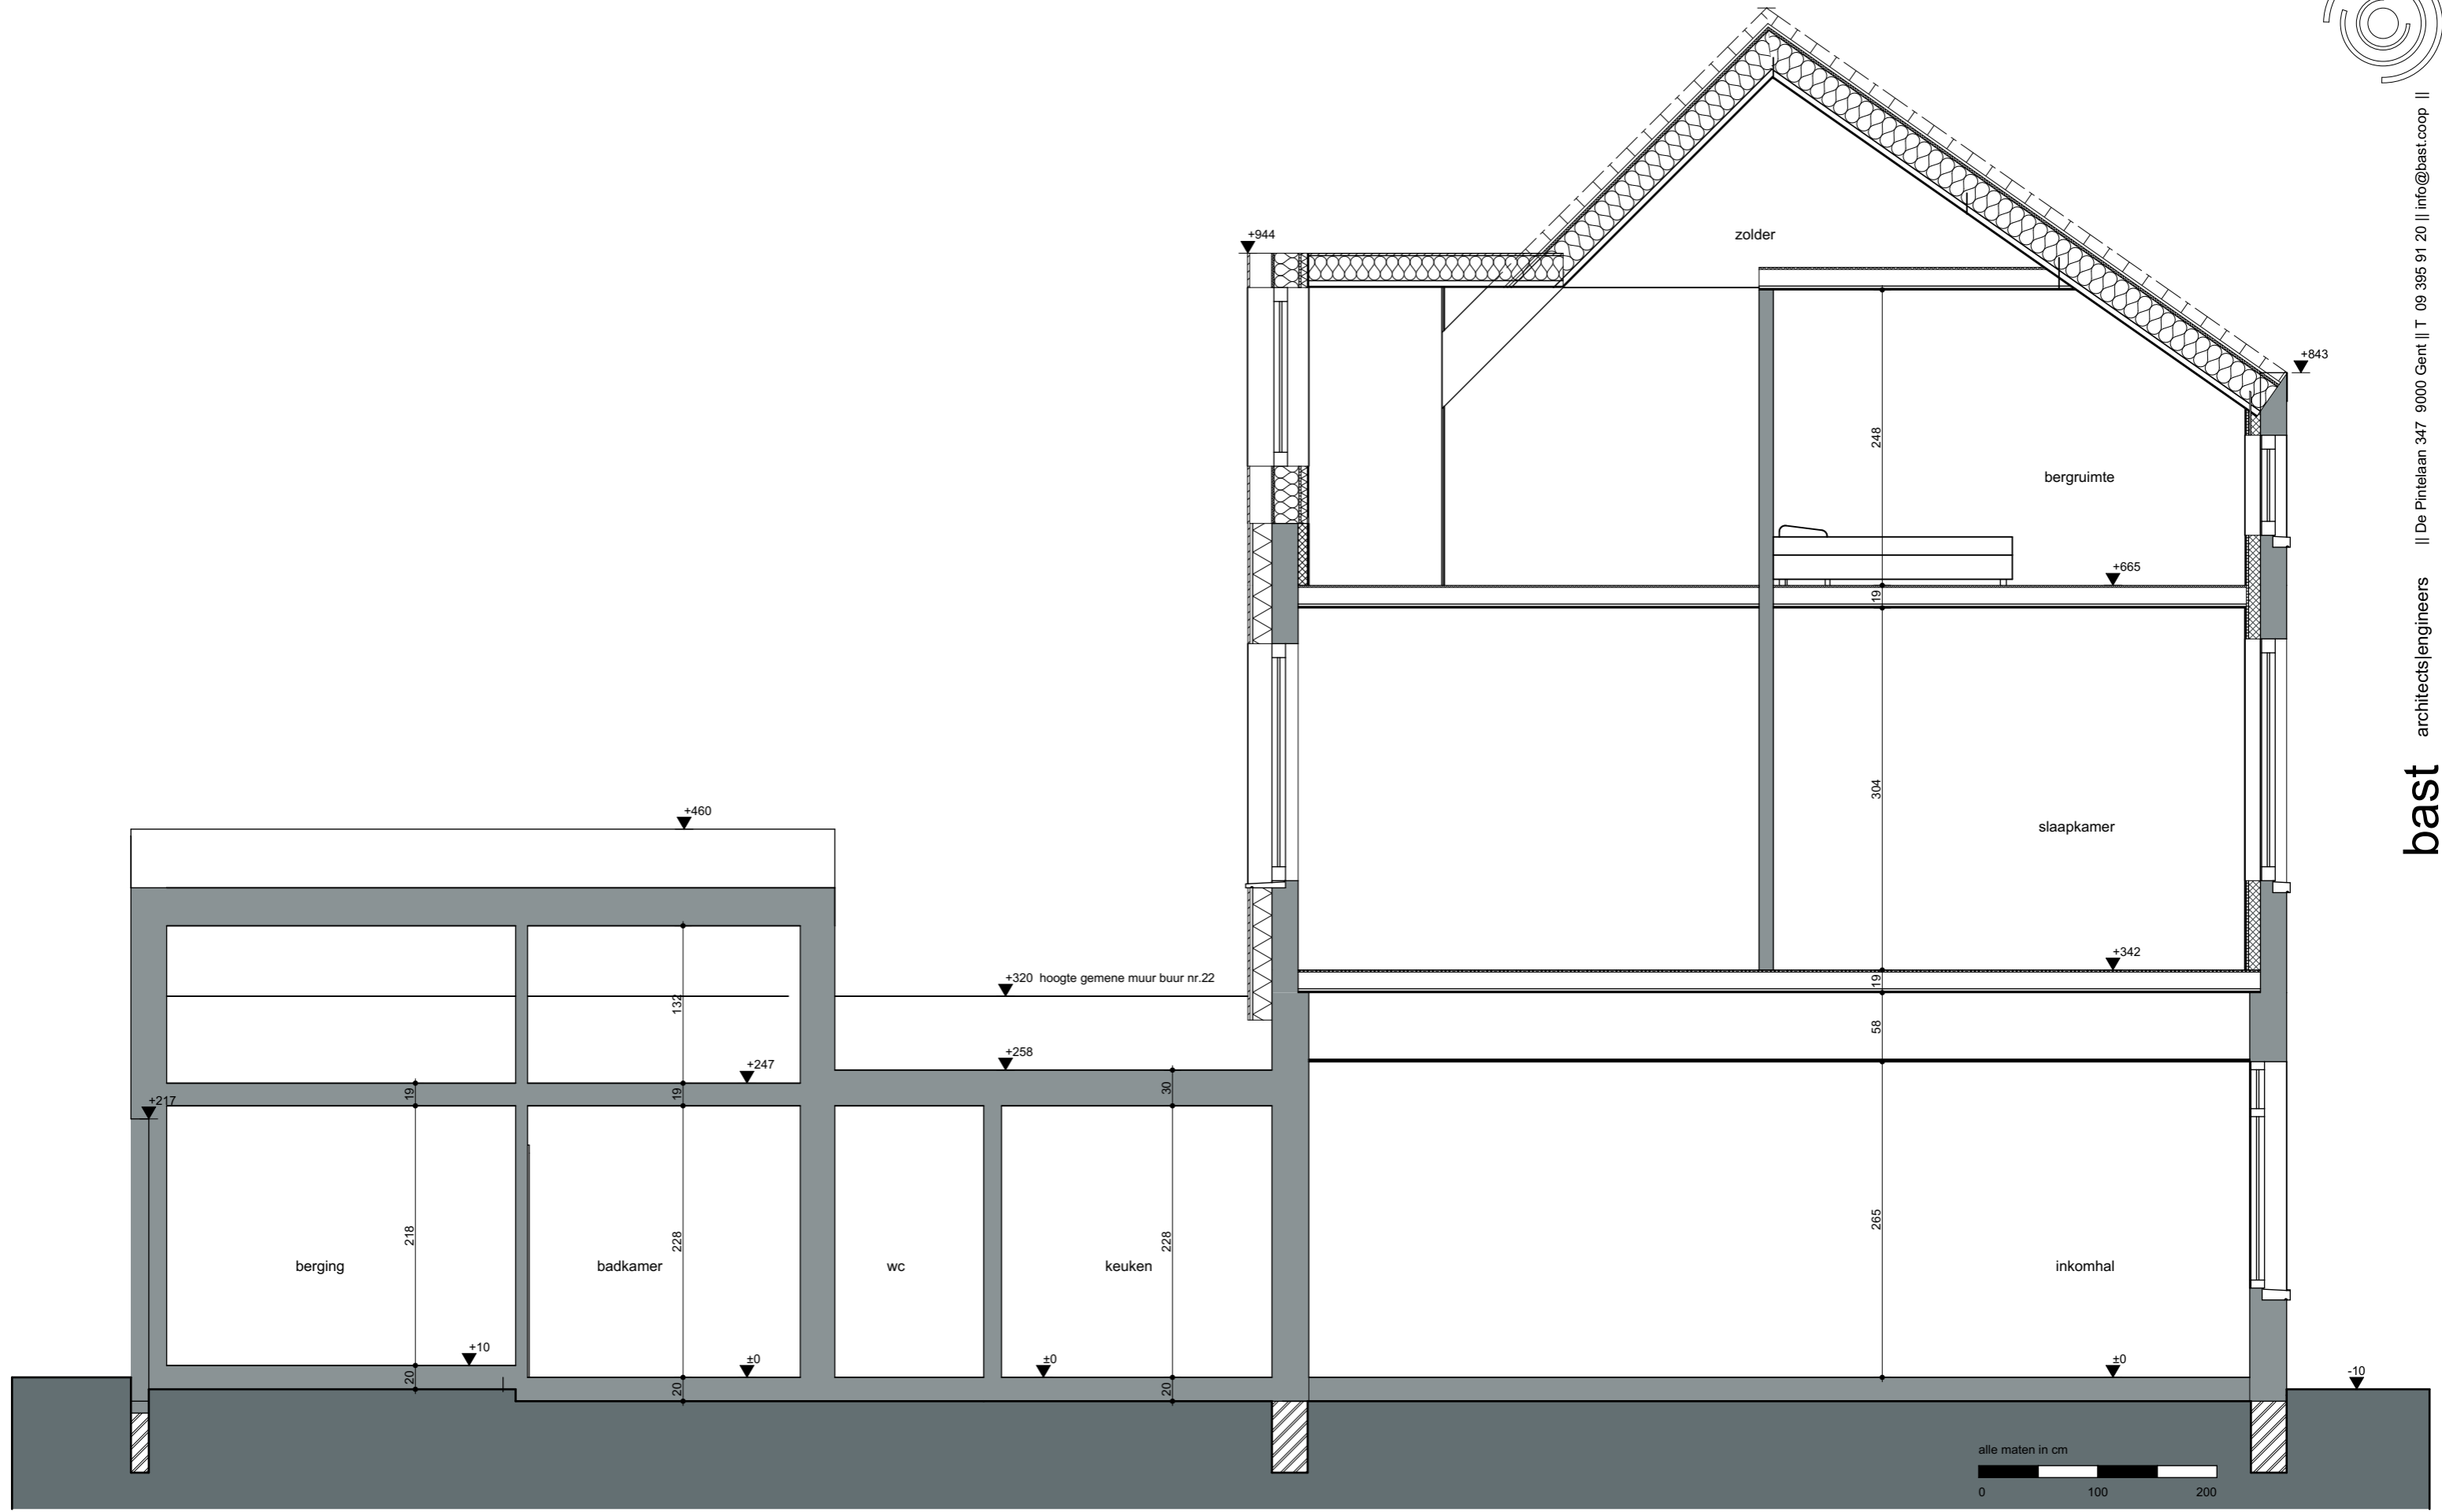 +944
zolder
+843
248
bergruimte
+665
19
304
slaapkamer
+460
+342
+320 hoogte gemene muur buur nr.22
19
132
58
+258
+247
19
19
30
+217
218
228
228
265
berging
badkamer
wc
keuken
inkomhal
+10
±0
±0
±0
-10
20
20
20
alle maten in cm
0 100 200
bast architects|engineers || De Pintelaan 347 9000 Gent || T 09 395 91 20 || info@bast.coop ||